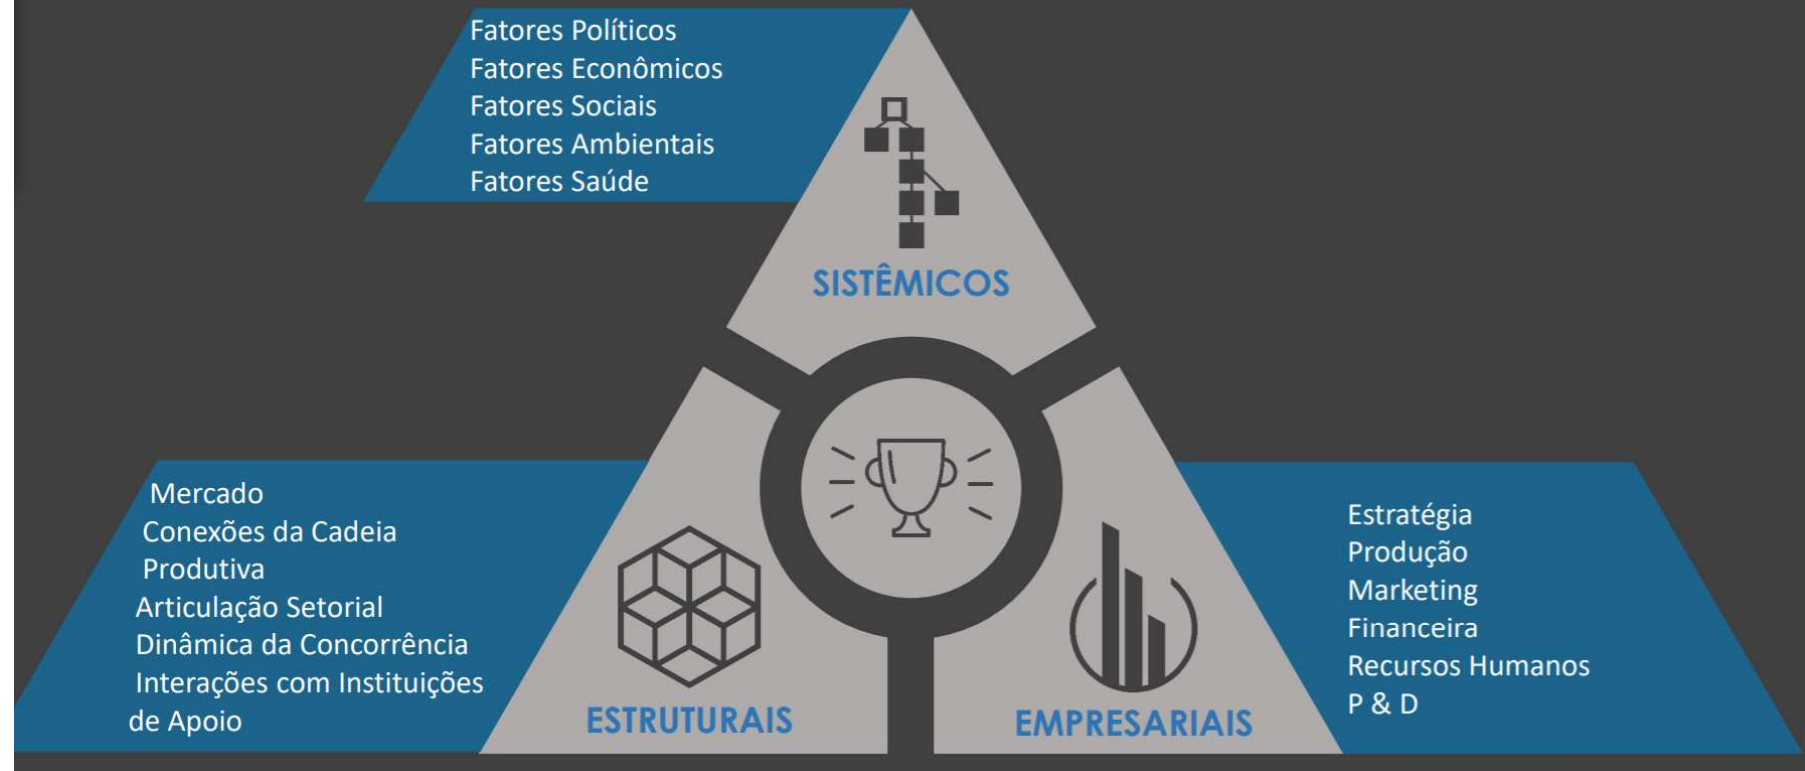 Fatores Políticos
Fatores Econômicos
Fatores Sociais
Fatores Ambientais
Fatores Saúde
SISTÊMICOS
Mercado
Conexões da Cadeia
Produtiva
Articulação Setorial
Dinâmica da Concorrência
Interações com Instituições
de Apoio
ESTRUTURAIS
EMPRESARIAIS
Estratégia
Produção
Marketing
Financeira
Recursos Humanos
P & D